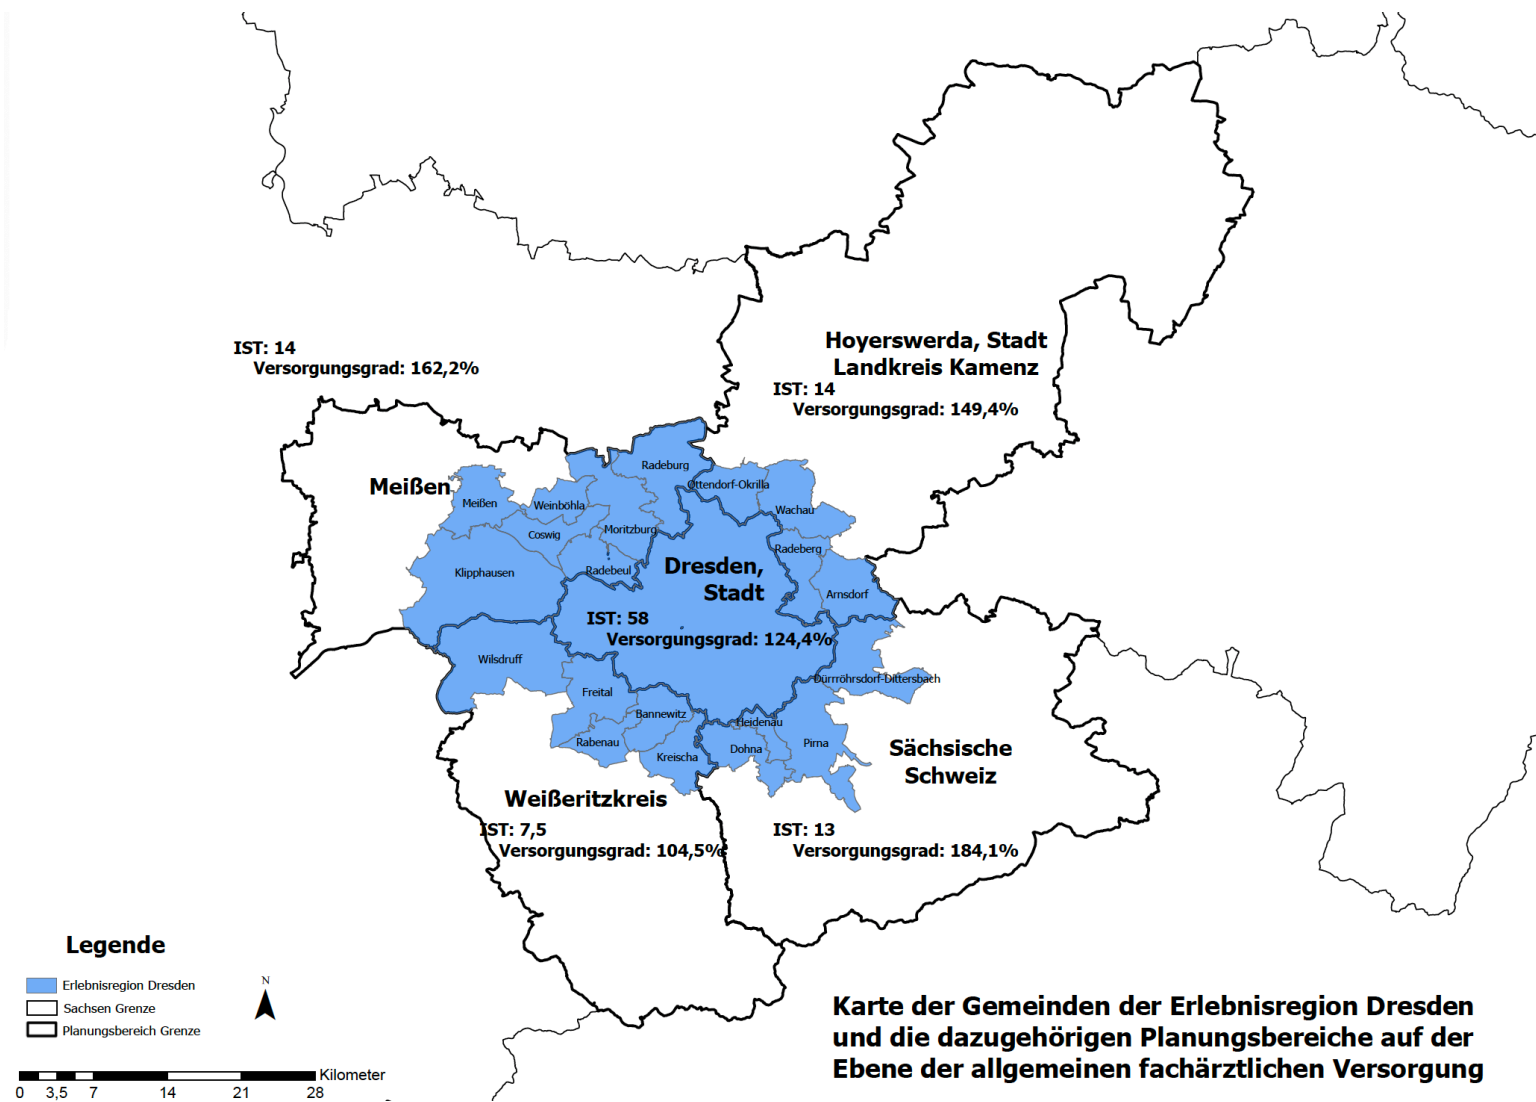 IST: 14
Versorgungsgrad: 162,2%
Hoyerswerda, Stadt
Landkreis Kamenz
IST: 14
Versorgungsgrad: 149,4%
Meißen
Radeburg
Ottendorf-Okrilla
Meißen
Weinböhla
Wachau
Coswig
Moritzburg
Radeberg
Klipphausen
Radebeul
Dresden,
Stadt
Arnsdorf
IST: 58
Versorgungsgrad: 124,4%
Wilsdruff
Dürrröhrsdorf-Dittersbach
Freital
Bannewitz
Heidenau
Rabenau
Dohna
Pirna
Kreischa
Sächsische
Schweiz
Weißeritzkreis
IST: 7,5
Versorgungsgrad: 104,5%
IST: 13
Versorgungsgrad: 184,1%
Legende
Erlebnisregion Dresden
Sachsen Grenze
Planungsbereich Grenze
N
Kilometer
0 3,5 7 14 21 28
Karte der Gemeinden der Erlebnisregion Dresden
und die dazugehörigen Planungsbereiche auf der
Ebene der allgemeinen fachärztlichen Versorgung